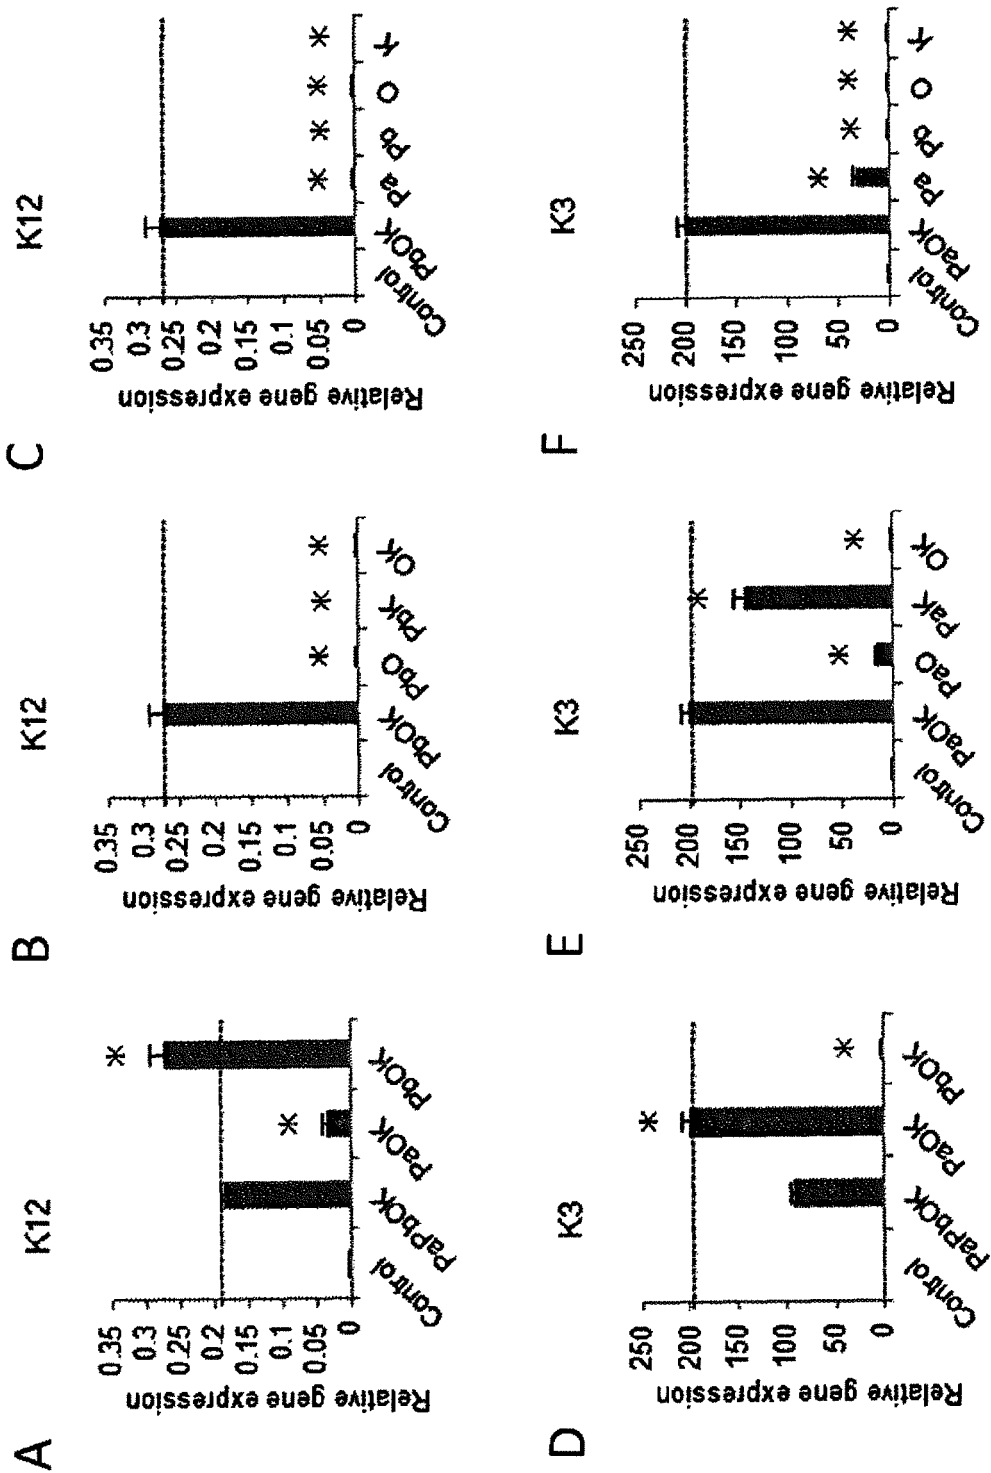 A
K12
Relative gene expression
0.35
0.3
0.25
0.2
0.15
0.1
0.05
0
*
*
Control
PaPbOK
PaOK
PbOK
B
K12
Relative gene expression
0.35
0.3
0.25
0.2
0.15
0.1
0.05
0
* * *
Control
PbOK
PbO
PbK
OK
C
K12
Relative gene expression
0.35
0.3
0.25
0.2
0.15
0.1
0.05
0
* * * *
Control
PbOK
Pa
Pb
O
K
D
K3
Relative gene expression
250
200
150
100
50
0
*
*
Control
PaPbOK
PaOK
PbOK
E
K3
Relative gene expression
250
200
150
100
50
0
* * *
Control
PaOK
PaO
PaK
OK
F
K3
Relative gene expression
250
200
150
100
50
0
* * * *
Control
PaOK
Pa
Pb
O
K